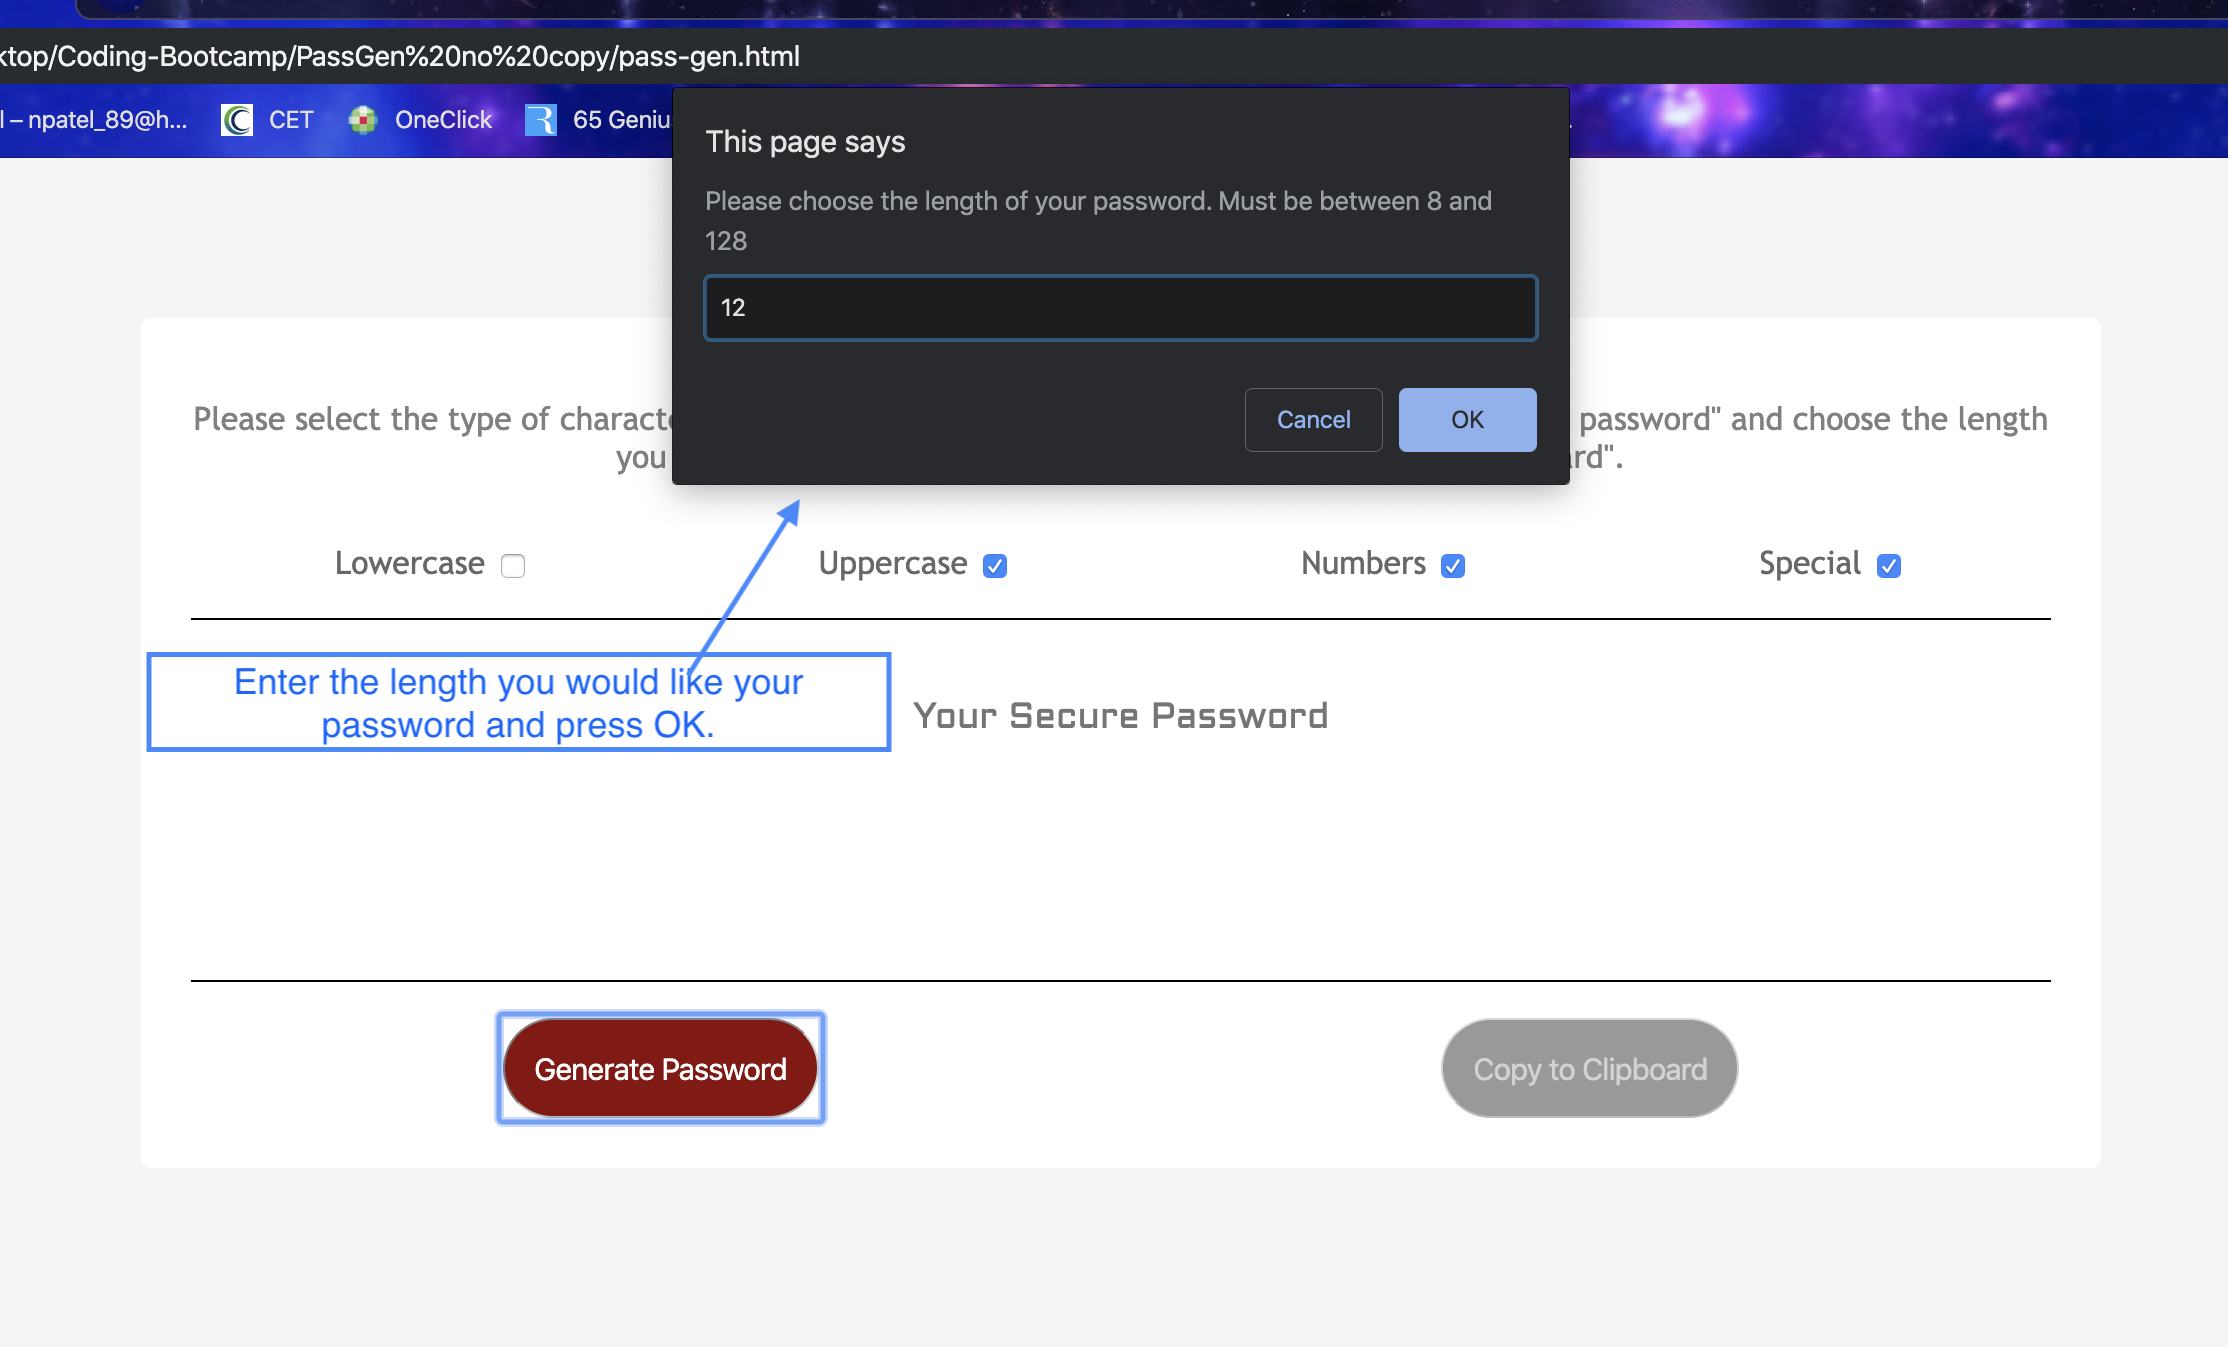 ktop/Coding-Bootcamp/PassGen%20no%20copy/pass-gen.html
l – npatel_89@h... CET OneClick 65 Genius
This page says
Please choose the length of your password. Must be between 8 and
128
12
Cancel OK
Please select the type of characte password" and choose the length
you rd".
Lowercase Uppercase Numbers Special
Enter the length you would like your
password and press OK.
Your Secure Password
Generate Password Copy to Clipboard